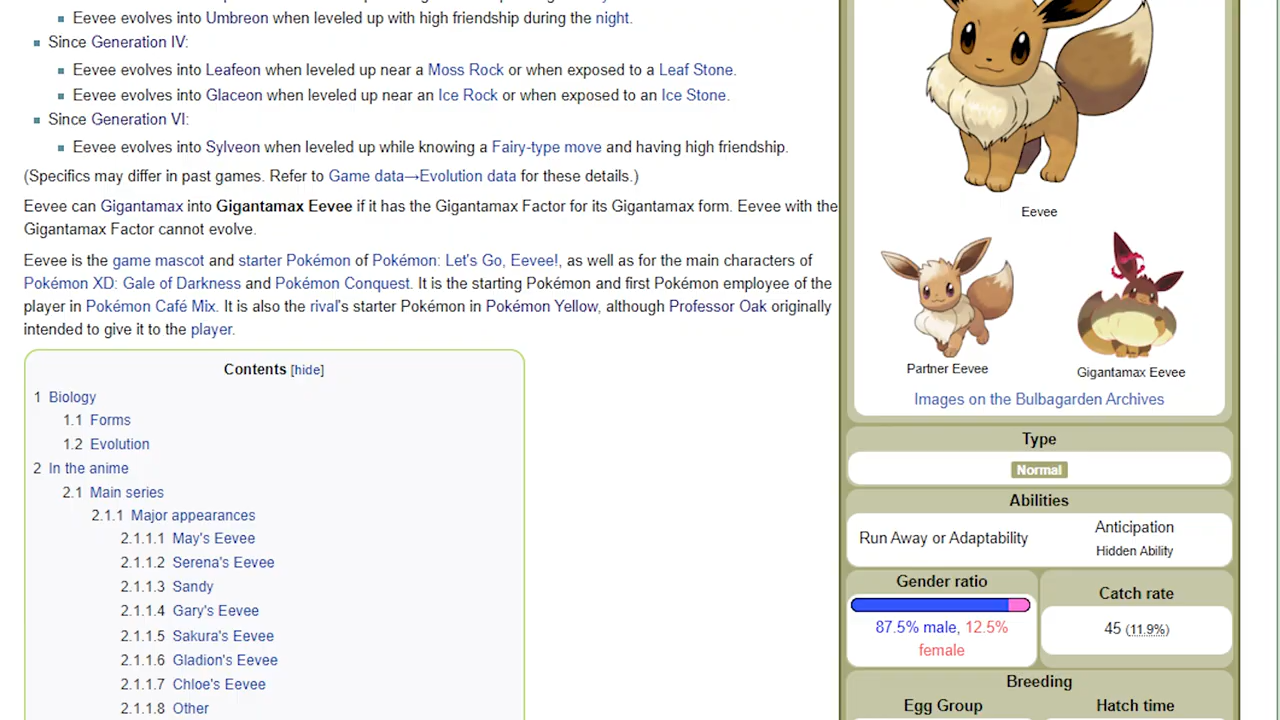 Eevee evolves into Umbreon when leveled up with high friendship during the night.
Since Generation IV:
Eevee evolves into Leafeon when leveled up near a Moss Rock or when exposed to a Leaf Stone.
Eevee evolves into Glaceon when leveled up near an Ice Rock or when exposed to an Ice Stone.
Since Generation VI:
Eevee evolves into Sylveon when leveled up while knowing a Fairy-type move and having high friendship.
(Specifics may differ in past games. Refer to Game data→Evolution data for these details.)
Eevee can Gigantamax into Gigantamax Eevee if it has the Gigantamax Factor for its Gigantamax form. Eevee with the
Gigantamax Factor cannot evolve.
Eevee is the game mascot and starter Pokémon of Pokémon: Let's Go, Eevee!, as well as for the main characters of
Pokémon XD: Gale of Darkness and Pokémon Conquest. It is the starting Pokémon and first Pokémon employee of the
player in Pokémon Café Mix. It is also the rival's starter Pokémon in Pokémon Yellow, although Professor Oak originally
intended to give it to the player.
Contents [hide]
1 Biology
1.1 Forms
1.2 Evolution
2 In the anime
2.1 Main series
2.1.1 Major appearances
2.1.1.1 May's Eevee
2.1.1.2 Serena's Eevee
2.1.1.3 Sandy
2.1.1.4 Gary's Eevee
2.1.1.5 Sakura's Eevee
2.1.1.6 Gladion's Eevee
2.1.1.7 Chloe's Eevee
2.1.1.8 Other
Eevee
Partner Eevee
Gigantamax Eevee
Images on the Bulbagarden Archives
Type
Normal
Abilities
Run Away or Adaptability
Anticipation
Hidden Ability
Gender ratio
87.5% male, 12.5%
female
Catch rate
45 (11.9%)
Breeding
Egg Group
Hatch time